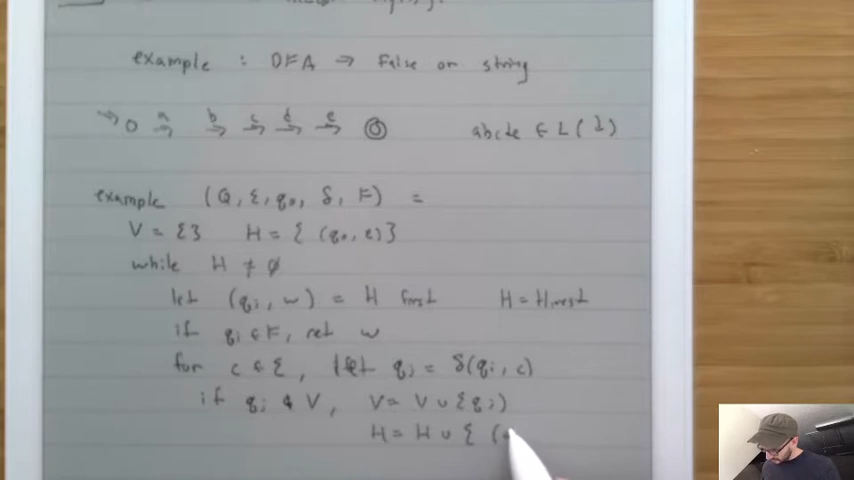 example : DFA → False or string
→ O a→ b→ c→ d→ e→ ◎ abcde ∈ L(d)
example (Q, Σ, q₀, δ, F) =
V = {} H = { (q₀, ε)}
while H ≠ ∅
let (qi, w) = H first H = H.rest
if qi ∈ F, ret w
for c ∈ Σ, let qj = δ(qi, c)
if qj ∉ V, V = V ∪ {qj)
H = H ∪ { (